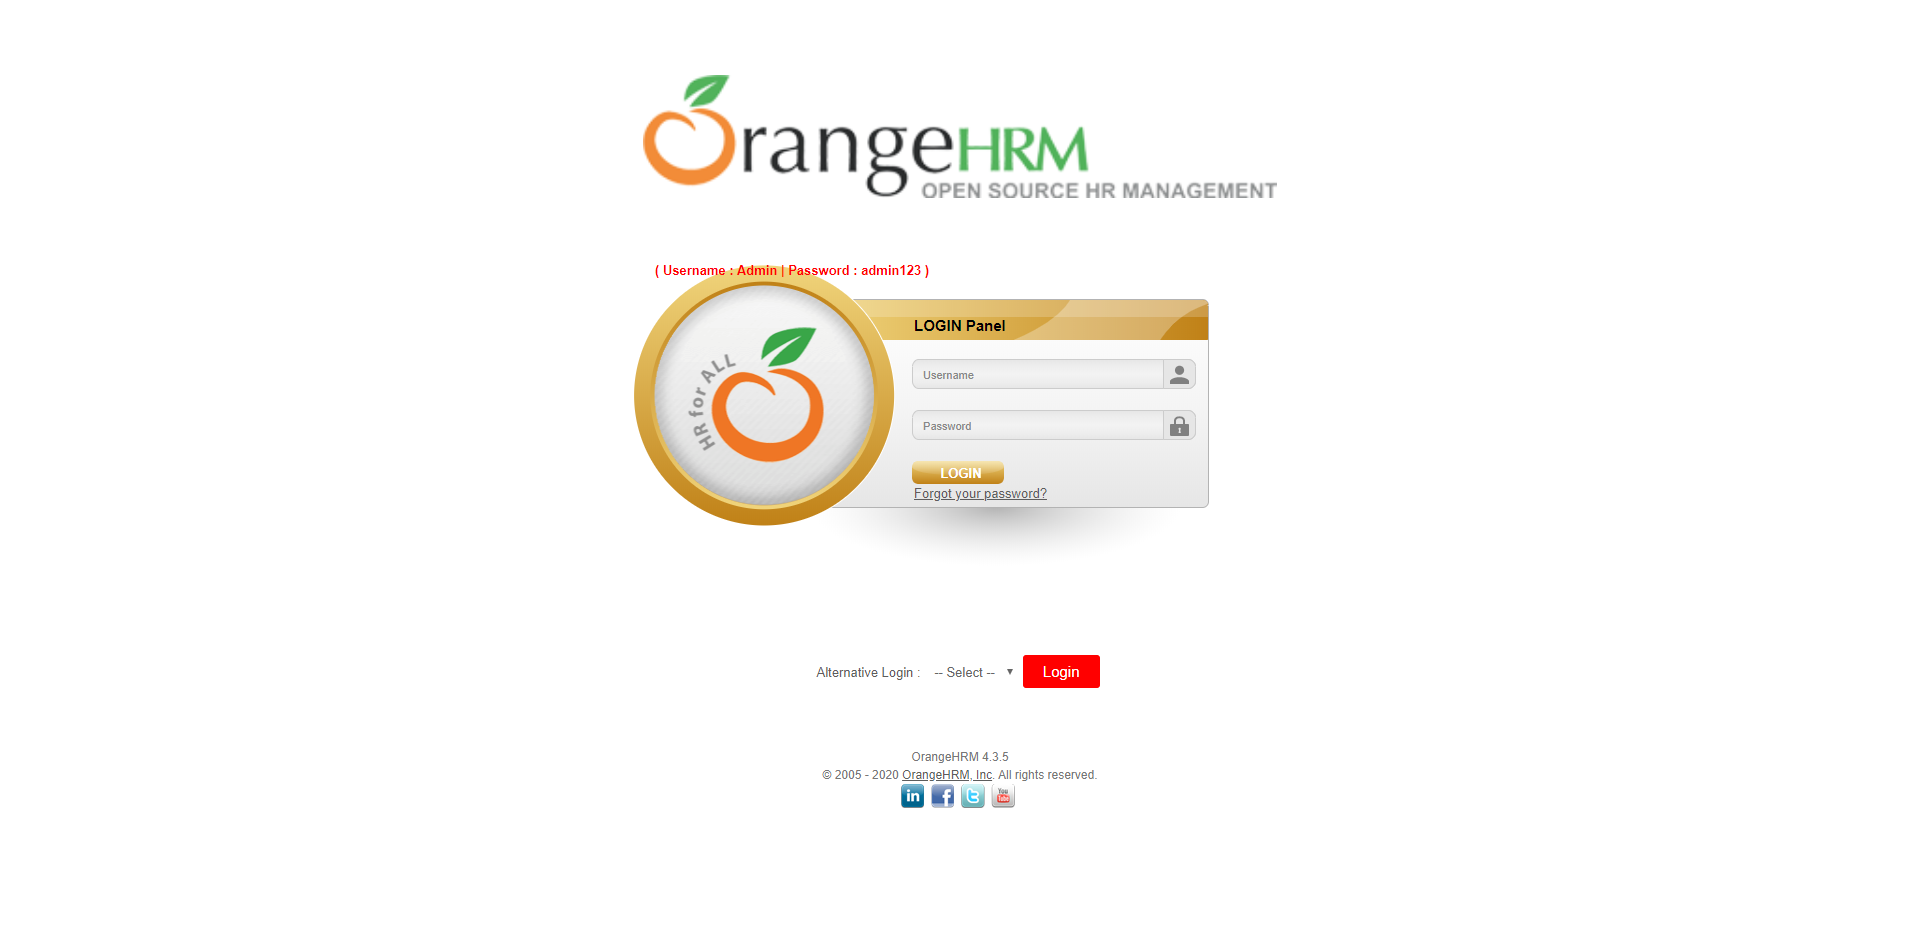 OrangeHRM
OPEN SOURCE HR MANAGEMENT
( Username : Admin | Password : admin123 )
HR for ALL
LOGIN Panel
Username
Password
LOGIN
Forgot your password?
Alternative Login : -- Select -- Login
OrangeHRM 4.3.5
© 2005 - 2020 OrangeHRM, Inc. All rights reserved.
in f t You Tube